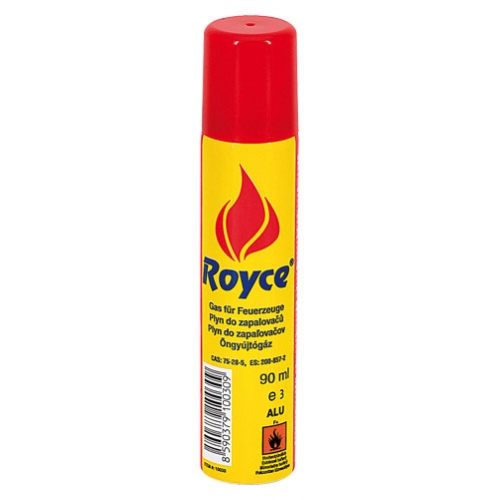 Royce®
Gas für Feuerzeuge
Plyn do zapalovačů
Plyn do zapaľovačov
Öngyújtógáz
CAS: 75-28-5, ES: 200-857-2
90 ml
e 3
ALU
F+
8 590379 100309